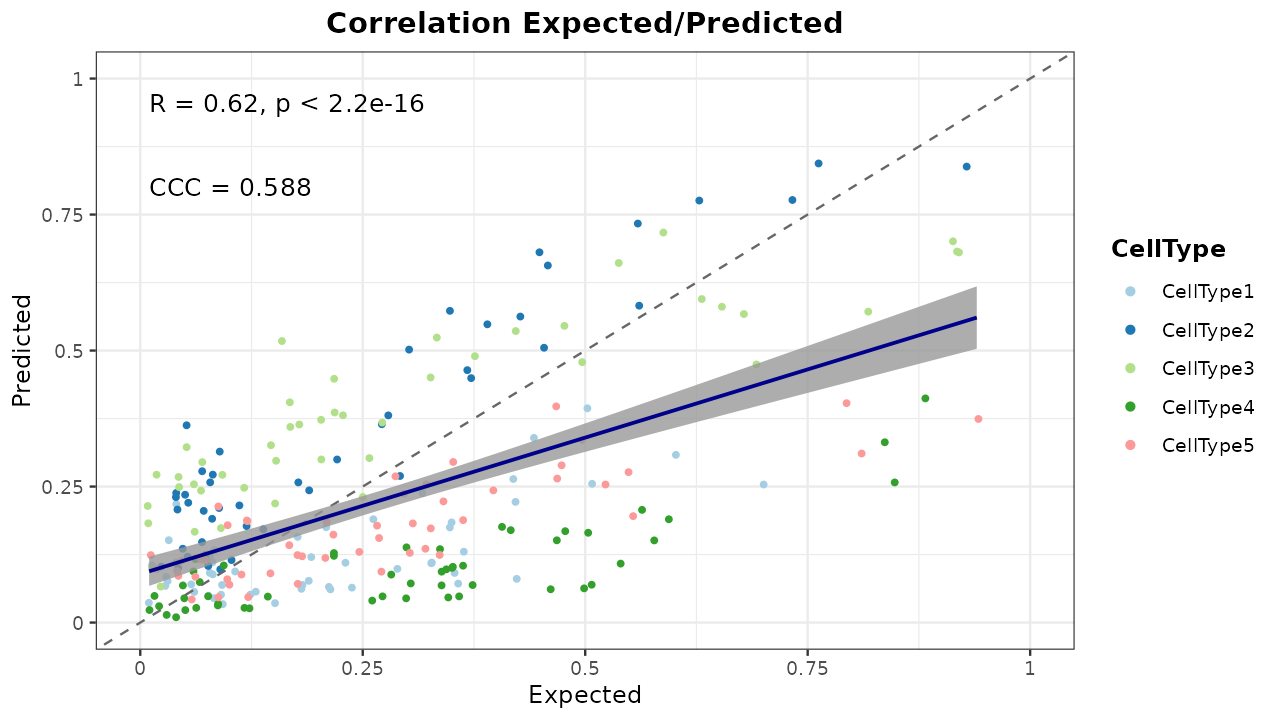 Correlation Expected/Predicted
R = 0.62, p < 2.2e-16
CCC = 0.588
Predicted
1
0.75
0.5
0.25
0
0
0.25
0.5
0.75
1
Expected
CellType
CellType1
CellType2
CellType3
CellType4
CellType5